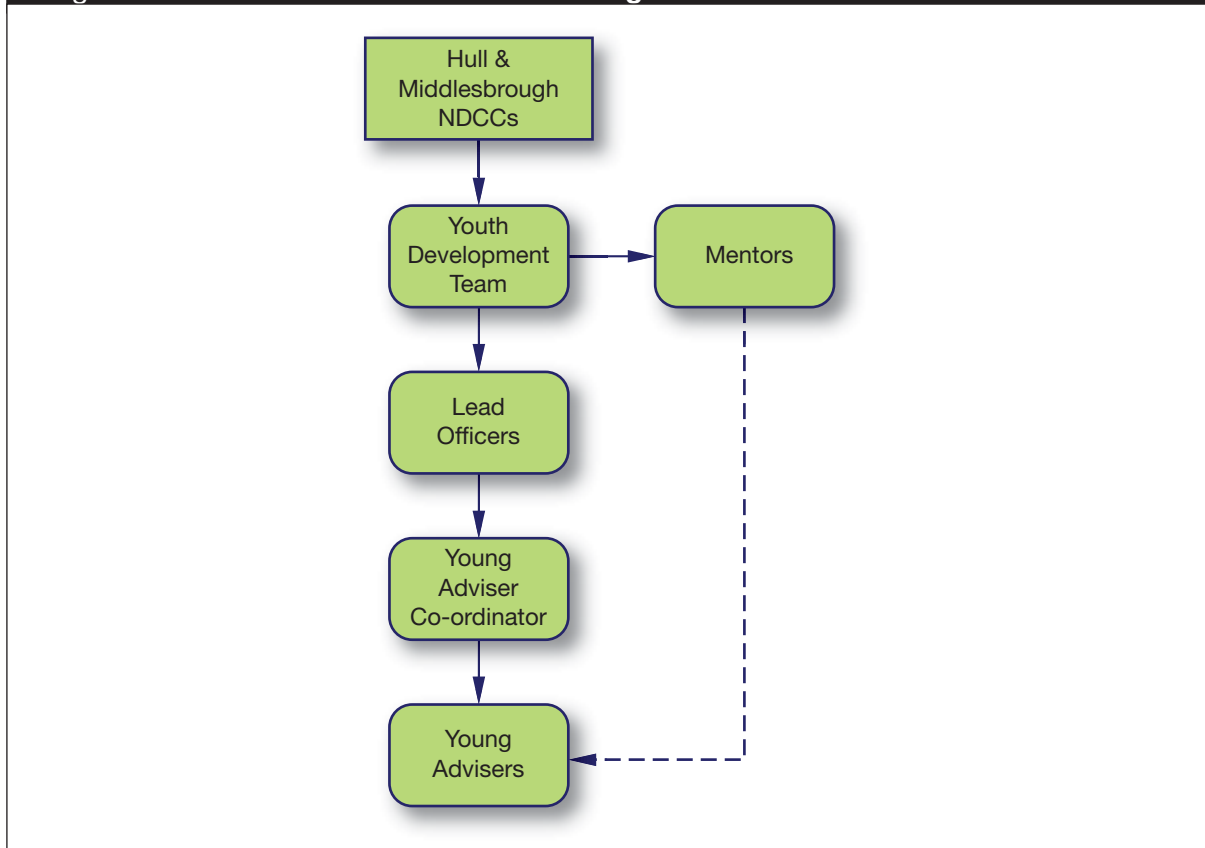 Hull &
Middlesbrough
NDCCs
Youth
Development
Team
Mentors
Lead
Officers
Young
Adviser
Co-ordinator
Young
Advisers